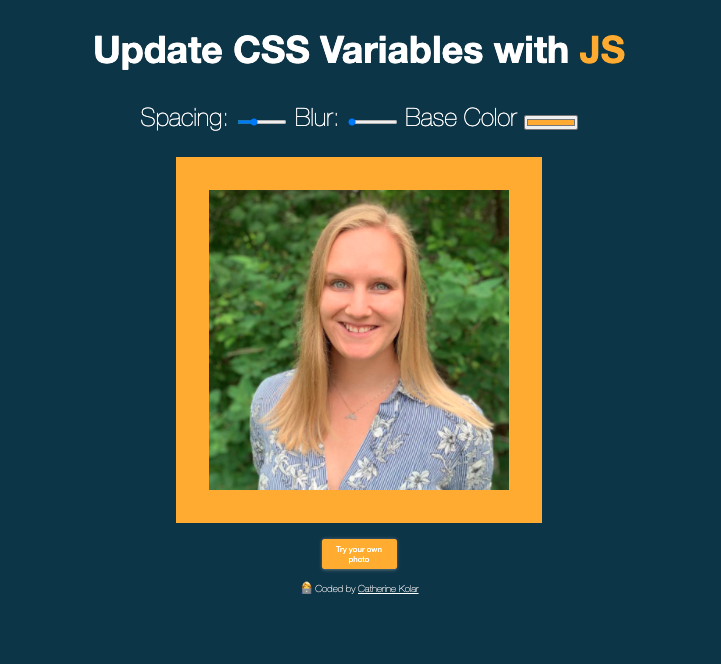 Update CSS Variables with JS
Spacing: Blur: Base Color
Try your own
photo
Coded by Catherine Kolar